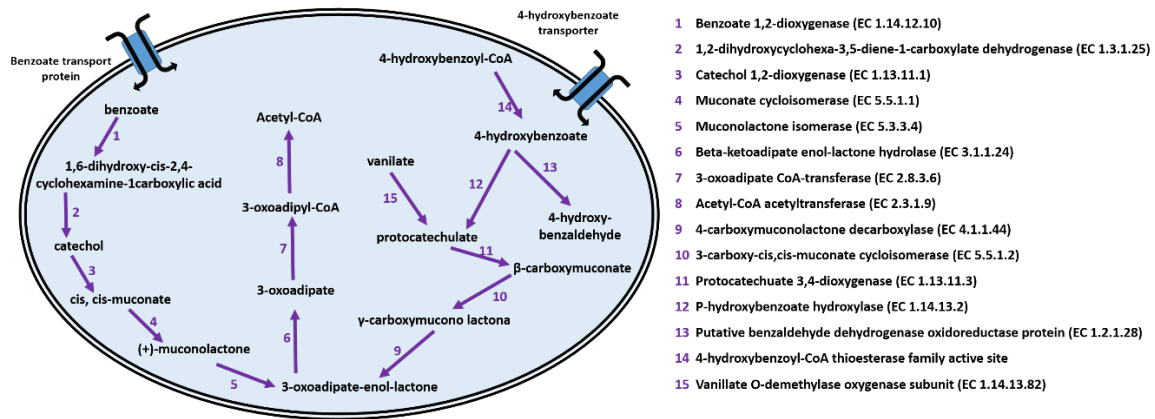 Benzoate transport
protein
4-hydroxybenzoate
transporter
benzoate
1
1,6-dihydroxy-cis-2,4-
cyclohexamine-1carboxylic acid
2
catechol
3
cis, cis-muconate
4
(+)-muconolactone
5
3-oxoadipate-enol-lactone
6
3-oxoadipate
7
3-oxoadipyl-CoA
8
Acetyl-CoA
4-hydroxybenzoyl-CoA
14
4-hydroxybenzoate
13
12
4-hydroxy-
benzaldehyde
vanilate
15
protocatechulate
11
β-carboxymuconate
10
γ-carboxymucono lactona
9
1 Benzoate 1,2-dioxygenase (EC 1.14.12.10)
2 1,2-dihydroxycyclohexa-3,5-diene-1-carboxylate dehydrogenase (EC 1.3.1.25)
3 Catechol 1,2-dioxygenase (EC 1.13.11.1)
4 Muconate cycloisomerase (EC 5.5.1.1)
5 Muconolactone isomerase (EC 5.3.3.4)
6 Beta-ketoadipate enol-lactone hydrolase (EC 3.1.1.24)
7 3-oxoadipate CoA-transferase (EC 2.8.3.6)
8 Acetyl-CoA acetyltransferase (EC 2.3.1.9)
9 4-carboxymuconolactone decarboxylase (EC 4.1.1.44)
10 3-carboxy-cis,cis-muconate cycloisomerase (EC 5.5.1.2)
11 Protocatechuate 3,4-dioxygenase (EC 1.13.11.3)
12 P-hydroxybenzoate hydroxylase (EC 1.14.13.2)
13 Putative benzaldehyde dehydrogenase oxidoreductase protein (EC 1.2.1.28)
14 4-hydroxybenzoyl-CoA thioesterase family active site
15 Vanillate O-demethylase oxygenase subunit (EC 1.14.13.82)